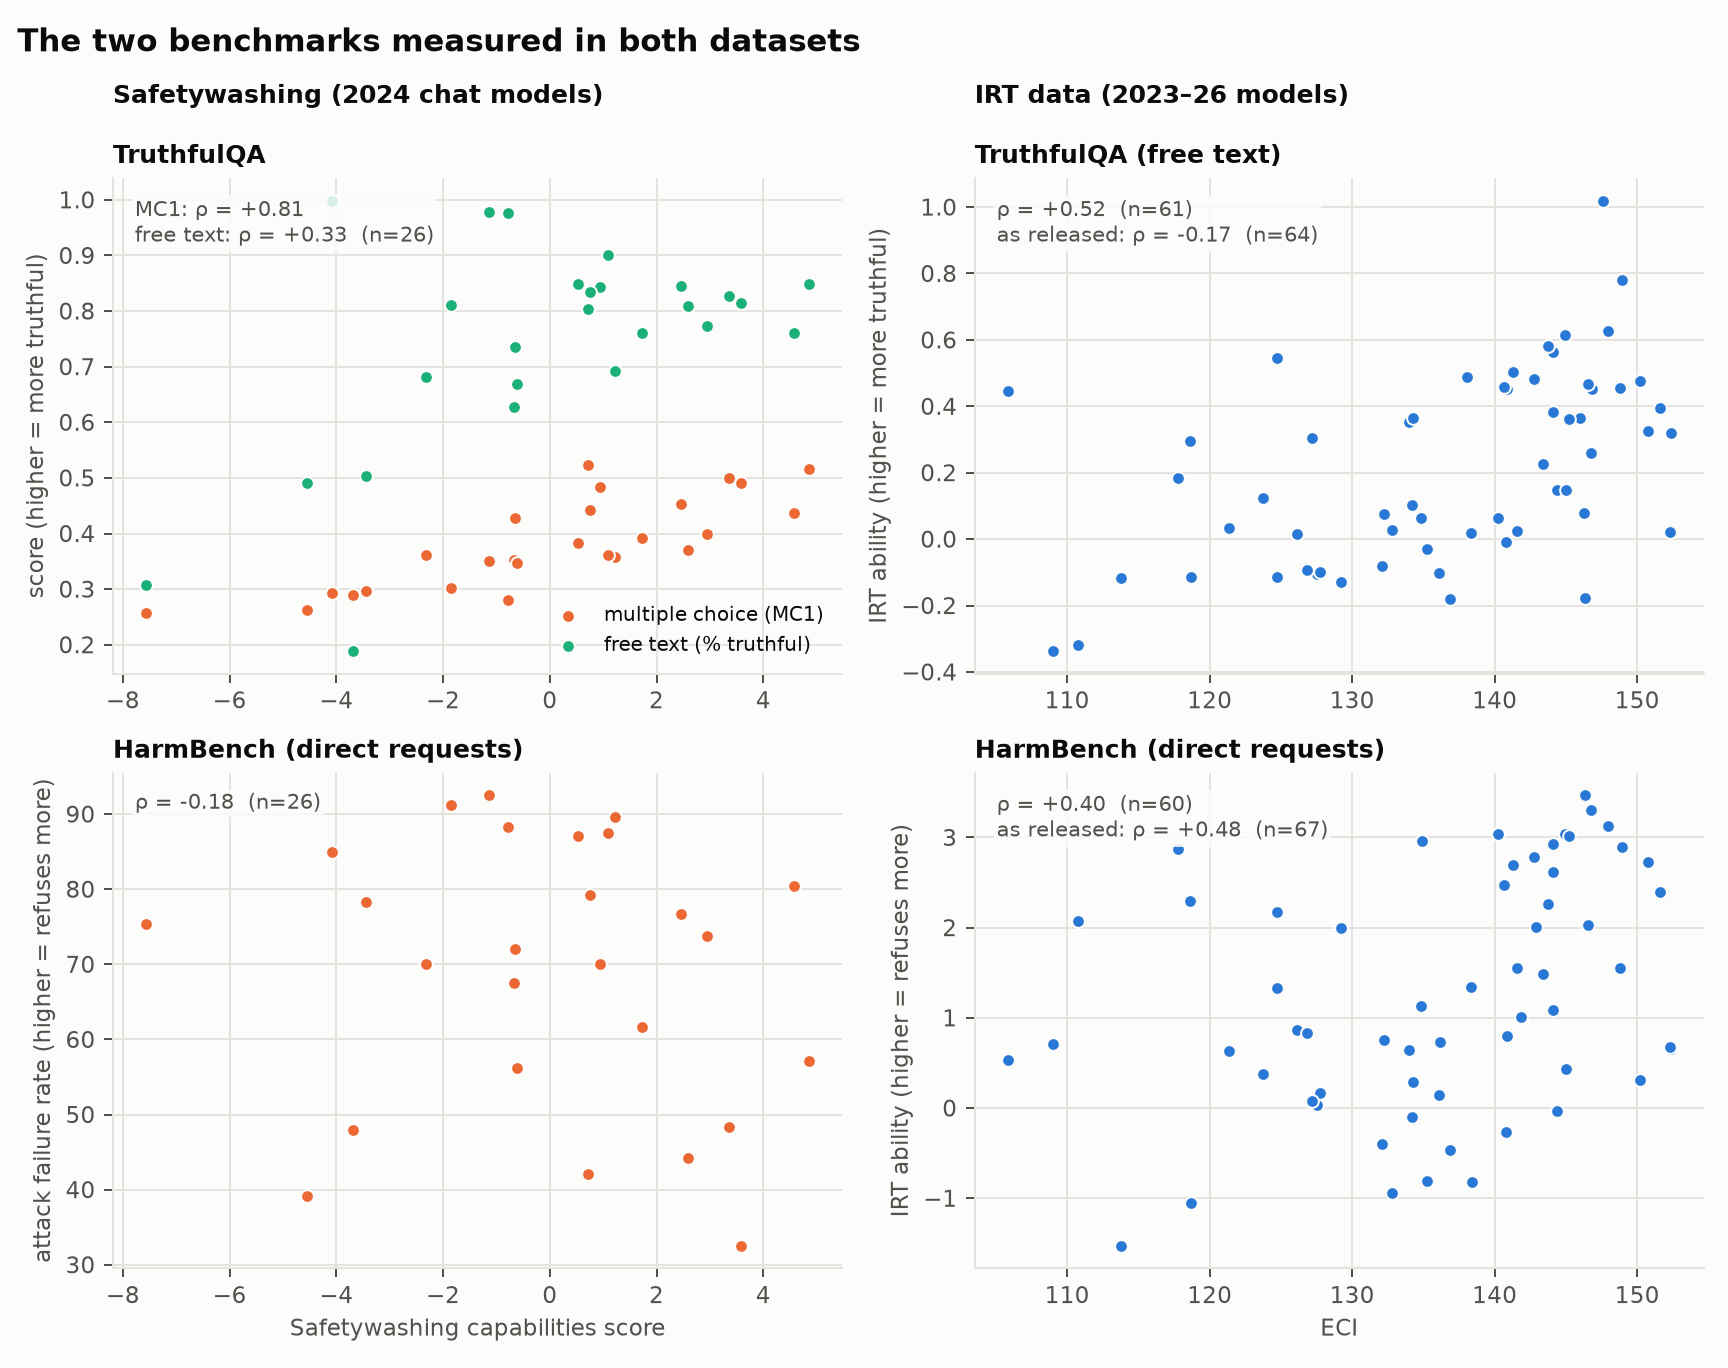 The two benchmarks measured in both datasets
Safetywashing (2024 chat models)
IRT data (2023–26 models)
TruthfulQA
MC1: ρ = +0.81
free text: ρ = +0.33 (n=26)
score (higher = more truthful)
1.0
0.9
0.8
0.7
0.6
0.5
0.4
0.3
0.2
multiple choice (MC1)
free text (% truthful)
−8
−6
−4
−2
0
2
4
TruthfulQA (free text)
ρ = +0.52 (n=61)
as released: ρ = -0.17 (n=64)
IRT ability (higher = more truthful)
1.0
0.8
0.6
0.4
0.2
0.0
−0.2
−0.4
110
120
130
140
150
HarmBench (direct requests)
ρ = -0.18 (n=26)
attack failure rate (higher = refuses more)
90
80
70
60
50
40
30
−8
−6
−4
−2
0
2
4
Safetywashing capabilities score
HarmBench (direct requests)
ρ = +0.40 (n=60)
as released: ρ = +0.48 (n=67)
IRT ability (higher = refuses more)
3
2
1
0
−1
110
120
130
140
150
ECI